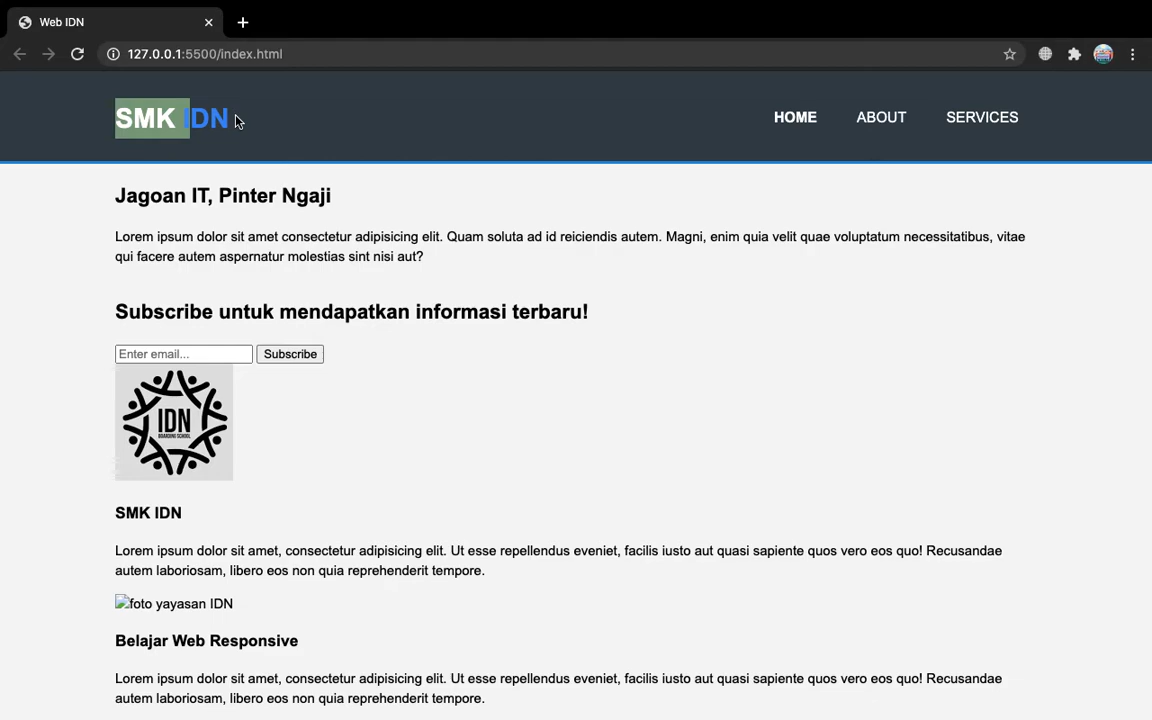 Web IDN
127.0.0.1:5500/index.html
SMK IDN
HOME ABOUT SERVICES
Jagoan IT, Pinter Ngaji
Lorem ipsum dolor sit amet consectetur adipisicing elit. Quam soluta ad id reiciendis autem. Magni, enim quia velit quae voluptatum necessitatibus, vitae
qui facere autem aspernatur molestias sint nisi aut?
Subscribe untuk mendapatkan informasi terbaru!
Enter email... Subscribe
IDN
BOARDING SCHOOL
SMK IDN
Lorem ipsum dolor sit amet, consectetur adipisicing elit. Ut esse repellendus eveniet, facilis iusto aut quasi sapiente quos vero eos quo! Recusandae
autem laboriosam, libero eos non quia reprehenderit tempore.
foto yayasan IDN
Belajar Web Responsive
Lorem ipsum dolor sit amet, consectetur adipisicing elit. Ut esse repellendus eveniet, facilis iusto aut quasi sapiente quos vero eos quo! Recusandae
autem laboriosam, libero eos non quia reprehenderit tempore.